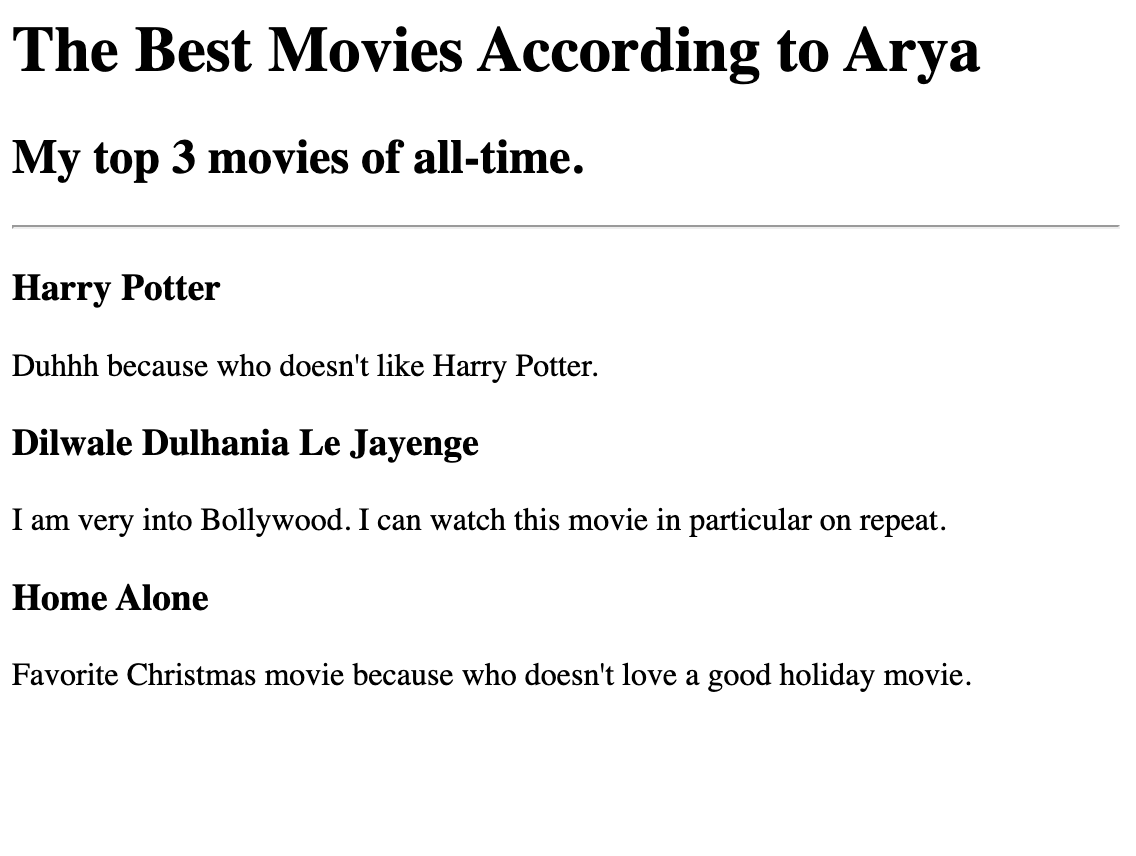 The Best Movies According to Arya
My top 3 movies of all-time.
Harry Potter
Duhhh because who doesn't like Harry Potter.
Dilwale Dulhania Le Jayenge
I am very into Bollywood. I can watch this movie in particular on repeat.
Home Alone
Favorite Christmas movie because who doesn't love a good holiday movie.